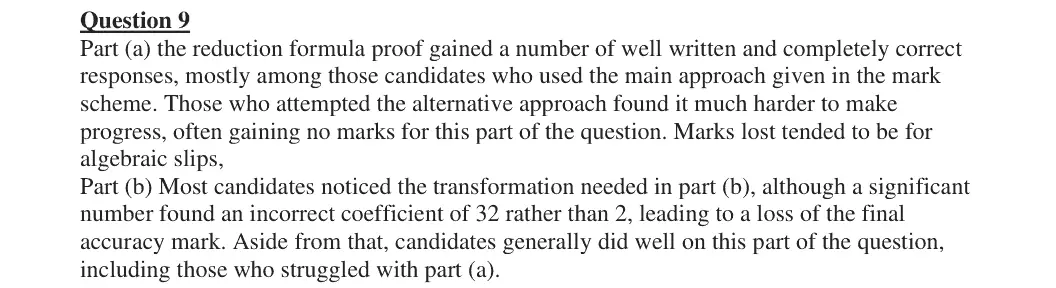 Question 9
Part (a) the reduction formula proof gained a number of well written and completely correct
responses, mostly among those candidates who used the main approach given in the mark
scheme. Those who attempted the alternative approach found it much harder to make
progress, often gaining no marks for this part of the question. Marks lost tended to be for
algebraic slips,
Part (b) Most candidates noticed the transformation needed in part (b), although a significant
number found an incorrect coefficient of 32 rather than 2, leading to a loss of the final
accuracy mark. Aside from that, candidates generally did well on this part of the question,
including those who struggled with part (a).